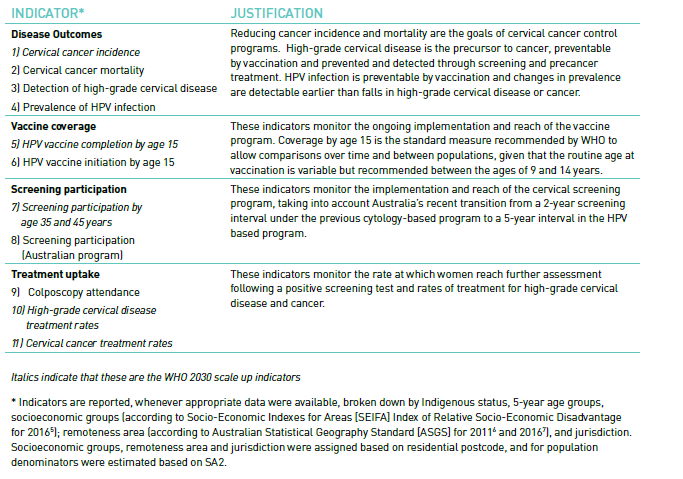 INDICATOR* JUSTIFICATION
Disease Outcomes
1) Cervical cancer incidence
2) Cervical cancer mortality
3) Detection of high-grade cervical disease
4) Prevalence of HPV infection
Reducing cancer incidence and mortality are the goals of cervical cancer control
programs. High-grade cervical disease is the precursor to cancer, preventable
by vaccination and prevented and detected through screening and precancer
treatment. HPV infection is preventable by vaccination and changes in prevalence
are detectable earlier than falls in high-grade cervical disease or cancer.
Vaccine coverage
5) HPV vaccine completion by age 15
6) HPV vaccine initiation by age 15
These indicators monitor the ongoing implementation and reach of the vaccine
program. Coverage by age 15 is the standard measure recommended by WHO to
allow comparisons over time and between populations, given that the routine age at
vaccination is variable but recommended between the ages of 9 and 14 years.
Screening participation
7) Screening participation by
age 35 and 45 years
8) Screening participation
(Australian program)
These indicators monitor the implementation and reach of the cervical screening
program, taking into account Australia's recent transition from a 2-year screening
interval under the previous cytology-based program to a 5-year interval in the HPV
based program.
Treatment uptake
9) Colposcopy attendance
10) High-grade cervical disease
treatment rates
11) Cervical cancer treatment rates
These indicators monitor the rate at which women reach further assessment
following a positive screening test and rates of treatment for high-grade cervical
disease and cancer.
Italics indicate that these are the WHO 2030 scale up indicators
* Indicators are reported, whenever appropriate data were available, broken down by Indigenous status, 5-year age groups,
socioeconomic groups (according to Socio-Economic Indexes for Areas [SEIFA] Index of Relative Socio-Economic Disadvantage
for 2016⁵); remoteness area (according to Australian Statistical Geography Standard [ASGS] for 2011⁶ and 2016⁷), and jurisdiction.
Socioeconomic groups, remoteness area and jurisdiction were assigned based on residential postcode, and for population
denominators were estimated based on SA2.